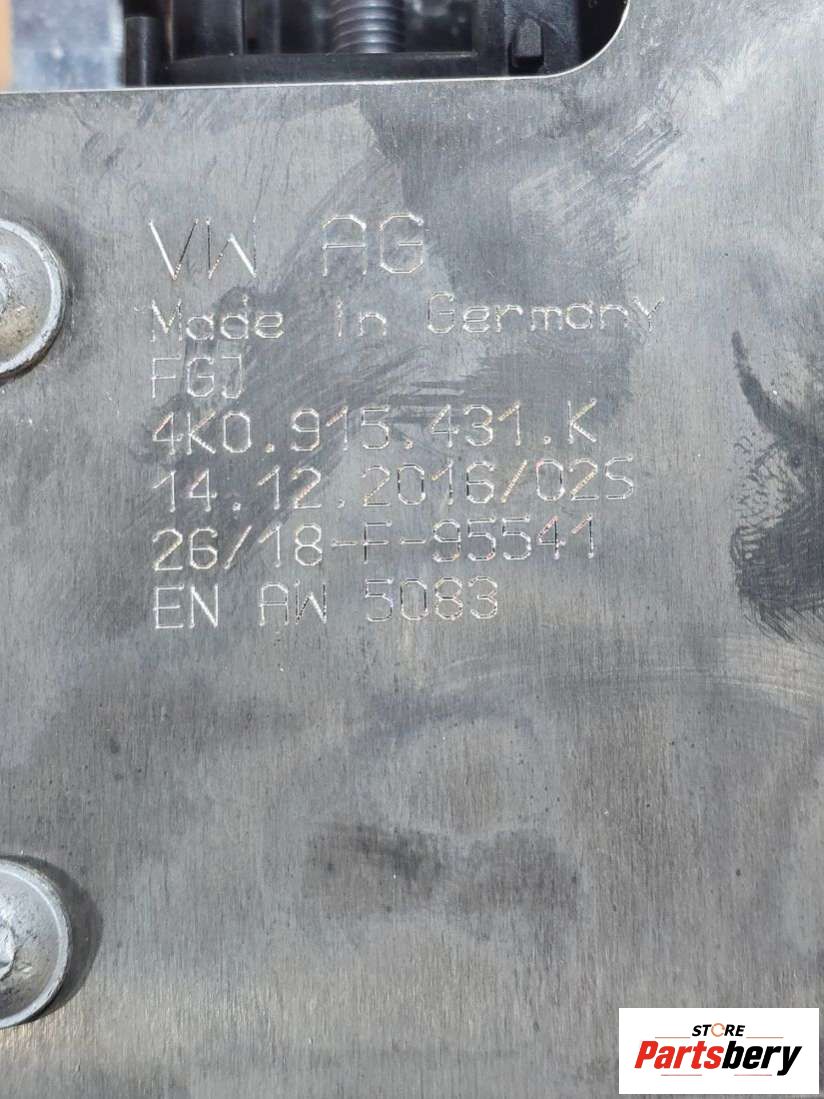 VW AG
Made in Germany
FGJ
4K0.915.431.K
14.12.2016/02S
26/18-F-95541
EN AW 5083
STORE
Partsbery